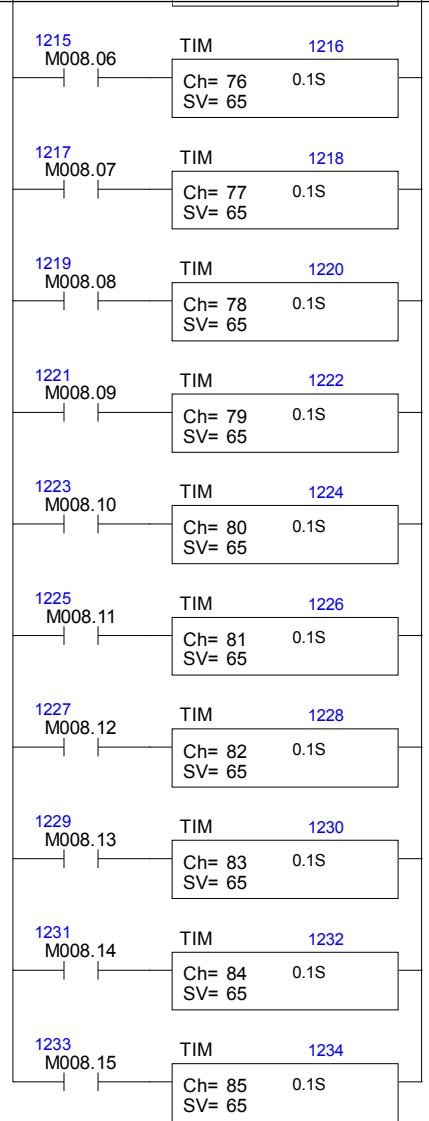 1215
M008.06
TIM 1216
Ch= 76 0.1S
SV= 65
1217
M008.07
TIM 1218
Ch= 77 0.1S
SV= 65
1219
M008.08
TIM 1220
Ch= 78 0.1S
SV= 65
1221
M008.09
TIM 1222
Ch= 79 0.1S
SV= 65
1223
M008.10
TIM 1224
Ch= 80 0.1S
SV= 65
1225
M008.11
TIM 1226
Ch= 81 0.1S
SV= 65
1227
M008.12
TIM 1228
Ch= 82 0.1S
SV= 65
1229
M008.13
TIM 1230
Ch= 83 0.1S
SV= 65
1231
M008.14
TIM 1232
Ch= 84 0.1S
SV= 65
1233
M008.15
TIM 1234
Ch= 85 0.1S
SV= 65